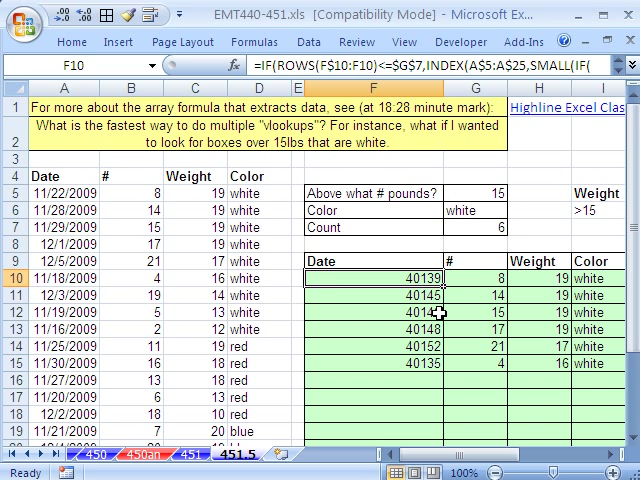 EMT440-451.xls [Compatibility Mode] - Microsoft Ex...
Home Insert Page Layout Formulas Data Review View Developer Add-Ins
F10 =IF(ROWS(F$10:F10)<=$G$7,INDEX(A$5:A$25,SMALL(IF(
A B C D E F G H I
1 For more about the array formula that extracts data, see (at 18:28 minute mark): Highline Excel Clas
What is the fastest way to do multiple "vlookups"? For instance, what if I wanted
2 to look for boxes over 15lbs that are white.
3
4 Date # Weight Color
5 11/22/2009 8 19 white Above what # pounds? 15 Weight
6 11/28/2009 14 19 white Color white >15
7 11/29/2009 15 19 white Count 6
8 12/1/2009 17 19 white
9 12/5/2009 21 17 white Date # Weight Color
10 11/18/2009 4 16 white 40139 8 19 white
11 12/3/2009 19 14 white 40145 14 19 white
12 11/19/2009 5 13 white 4014 15 19 white
13 11/16/2009 2 12 white 40148 17 19 white
14 11/25/2009 11 19 red 40152 21 17 white
15 11/30/2009 16 18 red 40135 4 16 white
16 11/27/2009 13 18 red
17 11/20/2009 6 13 red
18 12/2/2009 18 10 red
19 11/21/2009 7 20 blue
450 450an 451 451.5
Ready 100%